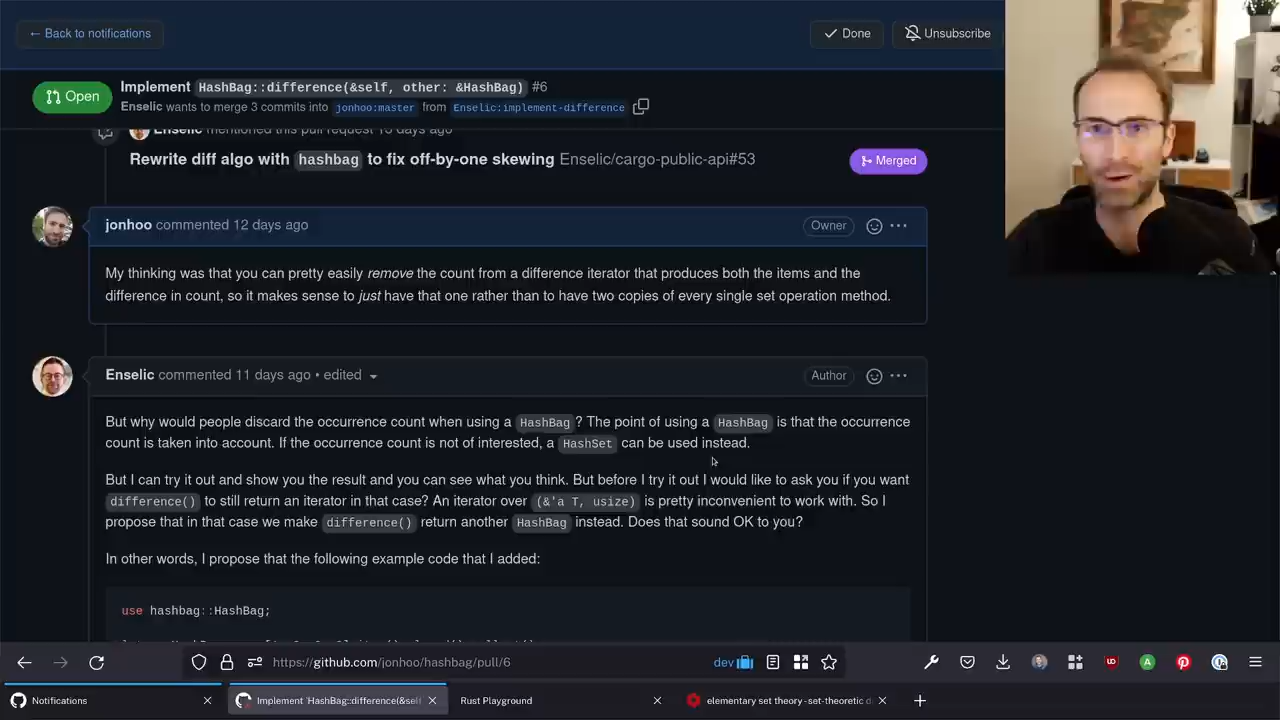 ← Back to notifications
Done
Unsubscribe
Open
Implement HashBag::difference(&self, other: &HashBag) #6
Enselic wants to merge 3 commits into jonhoo:master from Enselic:implement-difference
Enselic mentioned this pull request 13 days ago
Rewrite diff algo with hashbag to fix off-by-one skewing Enselic/cargo-public-api#53
Merged
jonhoo commented 12 days ago
Owner
My thinking was that you can pretty easily remove the count from a difference iterator that produces both the items and the
difference in count, so it makes sense to just have that one rather than to have two copies of every single set operation method.
Enselic commented 11 days ago • edited
Author
But why would people discard the occurrence count when using a HashBag? The point of using a HashBag is that the occurrence
count is taken into account. If the occurrence count is not of interested, a HashSet can be used instead.
But I can try it out and show you the result and you can see what you think. But before I try it out I would like to ask you if you want
difference() to still return an iterator in that case? An iterator over (&'a T, usize) is pretty inconvenient to work with. So I
propose that in that case we make difference() return another HashBag instead. Does that sound OK to you?
In other words, I propose that the following example code that I added:
use hashbag::HashBag;
https://github.com/jonhoo/hashbag/pull/6
dev
Notifications
Implement 'HashBag::difference(&self
Rust Playground
elementary set theory - set-theoretic d